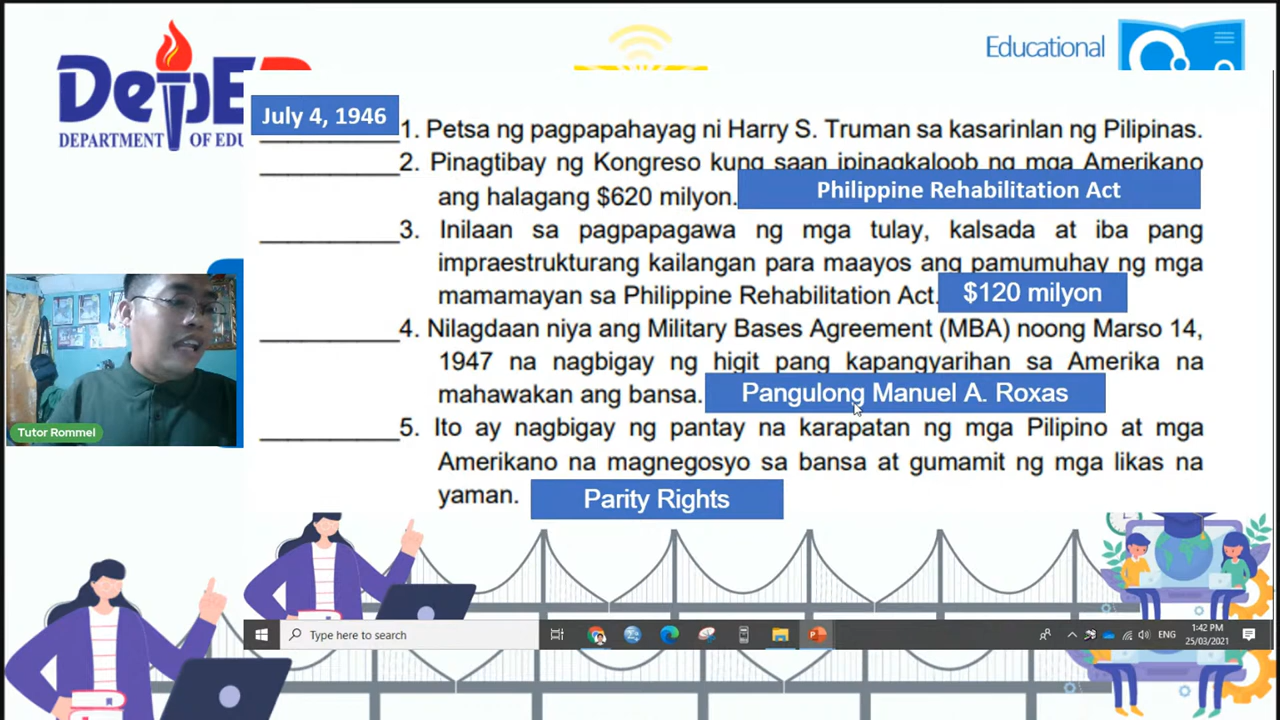 DepED
DEPARTMENT OF EDU
Educational
July 4, 1946
__________1. Petsa ng pagpapahayag ni Harry S. Truman sa kasarinlan ng Pilipinas.
__________2. Pinagtibay ng Kongreso kung saan ipinagkaloob ng mga Amerikano
ang halagang $620 milyon.
Philippine Rehabilitation Act
__________3. Inilaan sa pagpapagawa ng mga tulay, kalsada at iba pang
impraestrukturang kailangan para maayos ang pamumuhay ng mga
mamamayan sa Philippine Rehabilitation Act.
$120 milyon
__________4. Nilagdaan niya ang Military Bases Agreement (MBA) noong Marso 14,
1947 na nagbigay ng higit pang kapangyarihan sa Amerika na
mahawakan ang bansa.
Pangulong Manuel A. Roxas
__________5. Ito ay nagbigay ng pantay na karapatan ng mga Pilipino at mga
Amerikano na magnegosyo sa bansa at gumamit ng mga likas na
yaman.
Parity Rights
Tutor Rommel
Type here to search
ENG
1:42 PM
25/03/2021